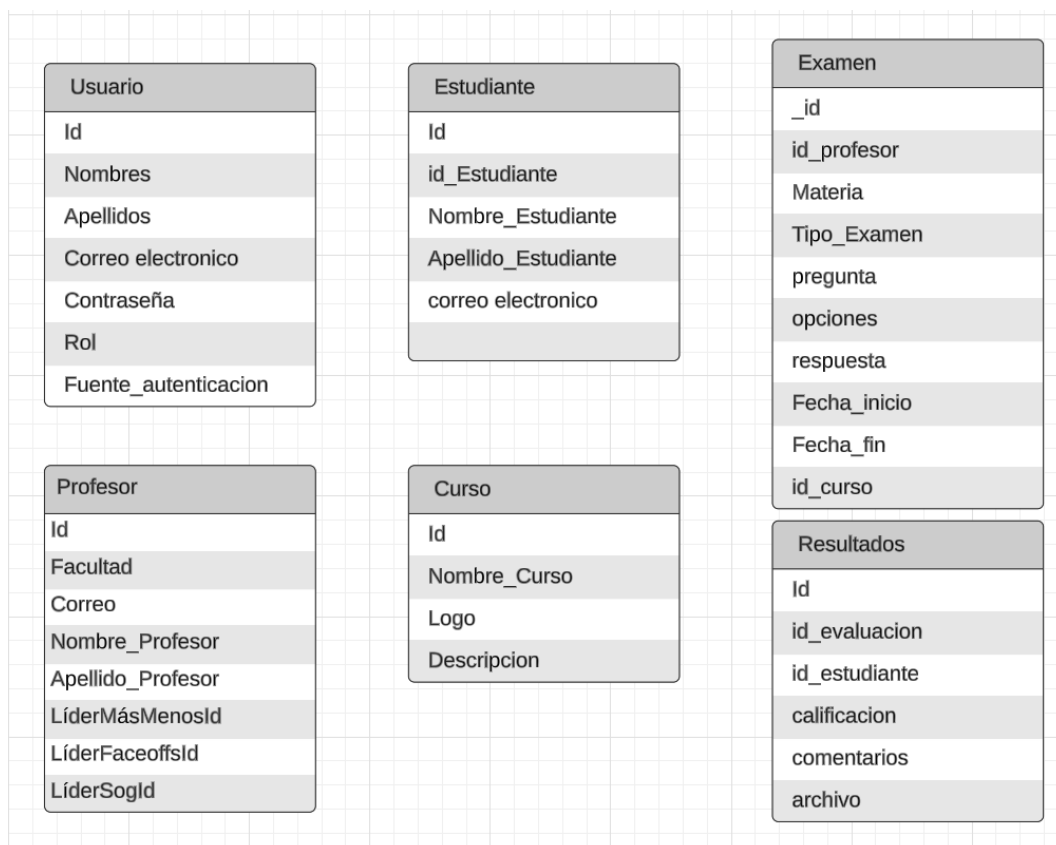 Usuario
Id
Nombres
Apellidos
Correo electronico
Contraseña
Rol
Fuente_autenticacion
Estudiante
Id
id_Estudiante
Nombre_Estudiante
Apellido_Estudiante
correo electronico
Examen
_id
id_profesor
Materia
Tipo_Examen
pregunta
opciones
respuesta
Fecha_inicio
Fecha_fin
id_curso
Profesor
Id
Facultad
Correo
Nombre_Profesor
Apellido_Profesor
LíderMásMenosId
LíderFaceoffsId
LíderSogId
Curso
Id
Nombre_Curso
Logo
Descripcion
Resultados
Id
id_evaluacion
id_estudiante
calificacion
comentarios
archivo